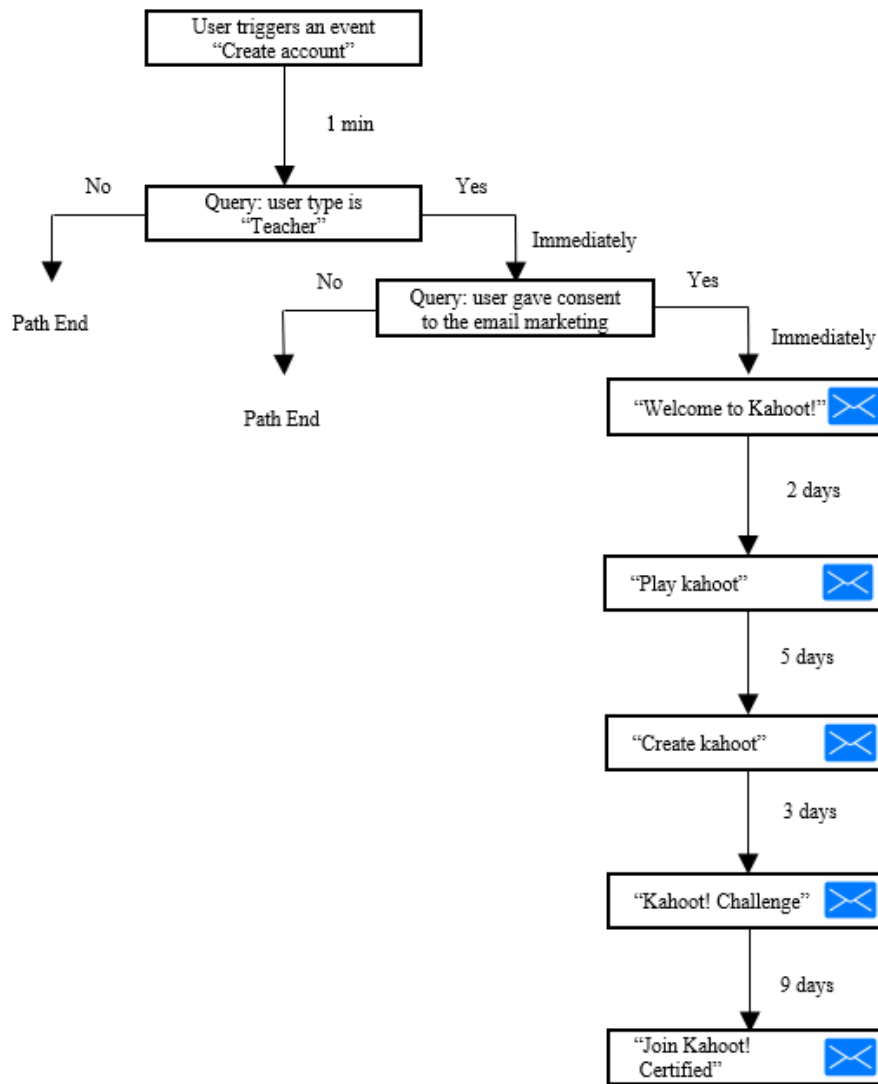 User triggers an event
“Create account”
1 min
No
Yes
Query: user type is
“Teacher”
Immediately
No
Yes
Query: user gave consent
to the email marketing
Path End
Immediately
“Welcome to Kahoot!”
Path End
2 days
“Play kahoot”
5 days
“Create kahoot”
3 days
“Kahoot! Challenge”
9 days
“Join Kahoot!
Certified”